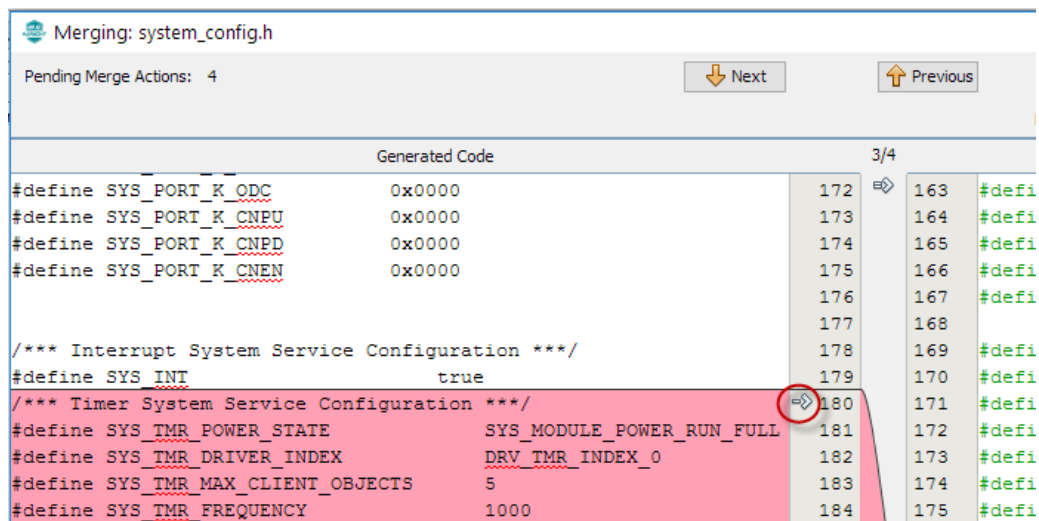 Merging: system_config.h
Pending Merge Actions: 4 Next Previous
Generated Code 3/4
#define SYS_PORT_K_ODC 0x0000 172 163 #defi
#define SYS_PORT_K_CNPU 0x0000 173 164 #defi
#define SYS_PORT_K_CNPD 0x0000 174 165 #defi
#define SYS_PORT_K_CNEN 0x0000 175 166 #defi
176 167 #defi
177 168
/*** Interrupt System Service Configuration ***/ 178 169 #defi
#define SYS_INT true 179 170 #defi
/*** Timer System Service Configuration ***/ 180 171 #defi
#define SYS_TMR_POWER_STATE SYS_MODULE_POWER_RUN_FULL 181 172 #defi
#define SYS_TMR_DRIVER_INDEX DRV_TMR_INDEX_0 182 173 #defi
#define SYS_TMR_MAX_CLIENT_OBJECTS 5 183 174 #defi
#define SYS_TMR_FREQUENCY 1000 184 175 #defi